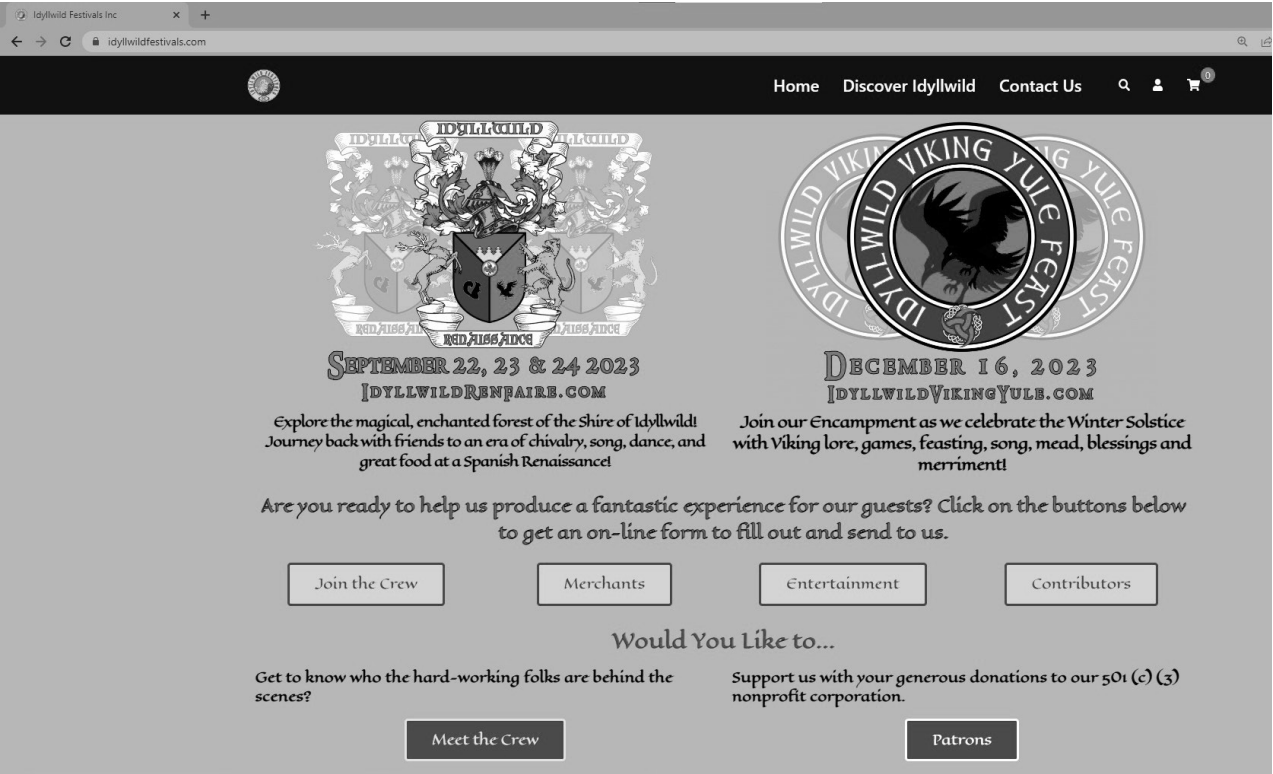 Idyllwild Festivals Inc
idyllwildfestivals.com
Home Discover Idyllwild Contact Us 0
IDYLLWILD
RENAISSANCE
SEPTEMBER 22, 23 & 24 2023
IDYLLWILDRENFAIRE.COM
Explore the magical, enchanted forest of the Shire of Idyllwild!
Journey back with friends to an era of chivalry, song, dance, and
great food at a Spanish Renaissance!
IDYLLWILD VIKING YULE FEAST
DECEMBER 16, 2023
IDYLLWILDVIKINGYULE.COM
Join our Encampment as we celebrate the Winter Solstice
with Viking lore, games, feasting, song, mead, blessings and
merriment!
Are you ready to help us produce a fantastic experience for our guests? Click on the buttons below
to get an on-line form to fill out and send to us.
Join the Crew Merchants Entertainment Contributors
Would You Like to...
Get to know who the hard-working folks are behind the
scenes?
Meet the Crew
Support us with your generous donations to our 501 (c) (3)
nonprofit corporation.
Patrons